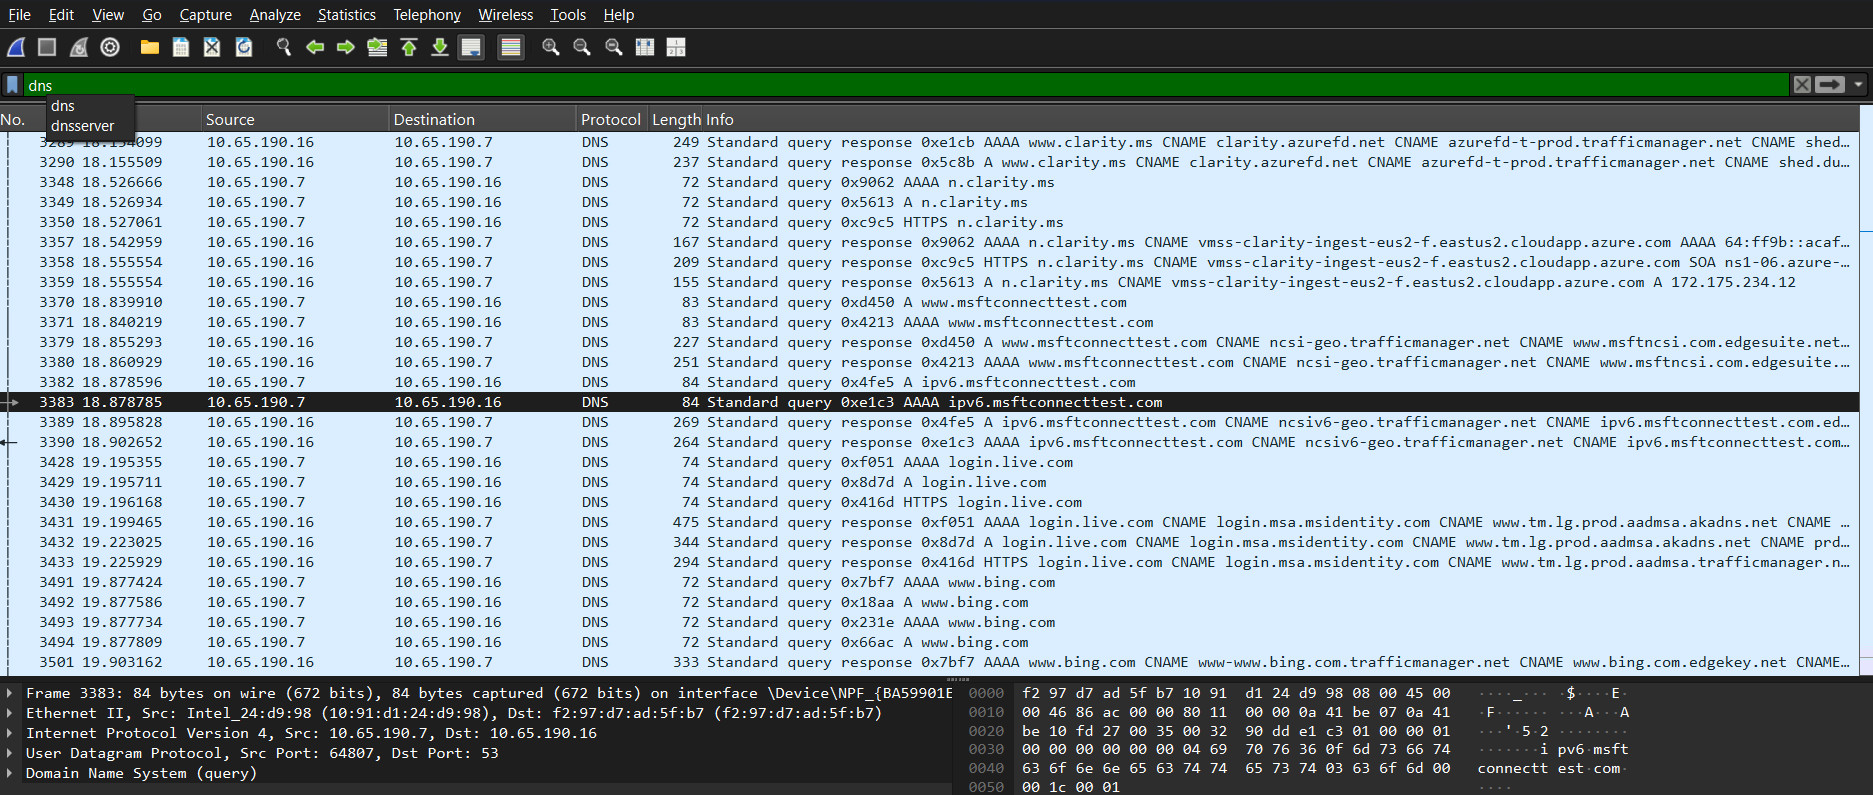 File Edit View Go Capture Analyze Statistics Telephony Wireless Tools Help
dns
dns
dnsserver
No. Source Destination Protocol Length Info
3289 18.154099 10.65.190.16 10.65.190.7 DNS 249 Standard query response 0xe1cb AAAA www.clarity.ms CNAME clarity.azurefd.net CNAME azurefd-t-prod.trafficmanager.net CNAME shed…
3290 18.155509 10.65.190.16 10.65.190.7 DNS 237 Standard query response 0x5c8b A www.clarity.ms CNAME clarity.azurefd.net CNAME azurefd-t-prod.trafficmanager.net CNAME shed.du…
3348 18.526666 10.65.190.7 10.65.190.16 DNS 72 Standard query 0x9062 AAAA n.clarity.ms
3349 18.526934 10.65.190.7 10.65.190.16 DNS 72 Standard query 0x5613 A n.clarity.ms
3350 18.527061 10.65.190.7 10.65.190.16 DNS 72 Standard query 0xc9c5 HTTPS n.clarity.ms
3357 18.542959 10.65.190.16 10.65.190.7 DNS 167 Standard query response 0x9062 AAAA n.clarity.ms CNAME vmss-clarity-ingest-eus2-f.eastus2.cloudapp.azure.com AAAA 64:ff9b::acaf…
3358 18.555554 10.65.190.16 10.65.190.7 DNS 209 Standard query response 0xc9c5 HTTPS n.clarity.ms CNAME vmss-clarity-ingest-eus2-f.eastus2.cloudapp.azure.com SOA ns1-06.azure-…
3359 18.555554 10.65.190.16 10.65.190.7 DNS 155 Standard query response 0x5613 A n.clarity.ms CNAME vmss-clarity-ingest-eus2-f.eastus2.cloudapp.azure.com A 172.175.234.12
3370 18.839910 10.65.190.7 10.65.190.16 DNS 83 Standard query 0xd450 A www.msftconnecttest.com
3371 18.840219 10.65.190.7 10.65.190.16 DNS 83 Standard query 0x4213 AAAA www.msftconnecttest.com
3379 18.855293 10.65.190.16 10.65.190.7 DNS 227 Standard query response 0xd450 A www.msftconnecttest.com CNAME ncsi-geo.trafficmanager.net CNAME www.msftncsi.com.edgesuite.net…
3380 18.860929 10.65.190.16 10.65.190.7 DNS 251 Standard query response 0x4213 AAAA www.msftconnecttest.com CNAME ncsi-geo.trafficmanager.net CNAME www.msftncsi.com.edgesuite.…
3382 18.878596 10.65.190.7 10.65.190.16 DNS 84 Standard query 0x4fe5 A ipv6.msftconnecttest.com
3383 18.878785 10.65.190.7 10.65.190.16 DNS 84 Standard query 0xe1c3 AAAA ipv6.msftconnecttest.com
3389 18.895828 10.65.190.16 10.65.190.7 DNS 269 Standard query response 0x4fe5 A ipv6.msftconnecttest.com CNAME ncsiv6-geo.trafficmanager.net CNAME ipv6.msftconnecttest.com.ed…
3390 18.902652 10.65.190.16 10.65.190.7 DNS 264 Standard query response 0xe1c3 AAAA ipv6.msftconnecttest.com CNAME ncsiv6-geo.trafficmanager.net CNAME ipv6.msftconnecttest.com…
3428 19.195355 10.65.190.7 10.65.190.16 DNS 74 Standard query 0xf051 AAAA login.live.com
3429 19.195711 10.65.190.7 10.65.190.16 DNS 74 Standard query 0x8d7d A login.live.com
3430 19.196168 10.65.190.7 10.65.190.16 DNS 74 Standard query 0x416d HTTPS login.live.com
3431 19.199465 10.65.190.16 10.65.190.7 DNS 475 Standard query response 0xf051 AAAA login.live.com CNAME login.msa.msidentity.com CNAME www.tm.lg.prod.aadmsa.akadns.net CNAME …
3432 19.223025 10.65.190.16 10.65.190.7 DNS 344 Standard query response 0x8d7d A login.live.com CNAME login.msa.msidentity.com CNAME www.tm.lg.prod.aadmsa.akadns.net CNAME prd…
3433 19.225929 10.65.190.16 10.65.190.7 DNS 294 Standard query response 0x416d HTTPS login.live.com CNAME login.msa.msidentity.com CNAME www.tm.lg.prod.aadmsa.trafficmanager.n…
3491 19.877424 10.65.190.7 10.65.190.16 DNS 72 Standard query 0x7bf7 AAAA www.bing.com
3492 19.877586 10.65.190.7 10.65.190.16 DNS 72 Standard query 0x18aa A www.bing.com
3493 19.877734 10.65.190.7 10.65.190.16 DNS 72 Standard query 0x231e AAAA www.bing.com
3494 19.877809 10.65.190.7 10.65.190.16 DNS 72 Standard query 0x66ac A www.bing.com
3501 19.903162 10.65.190.16 10.65.190.7 DNS 333 Standard query response 0x7bf7 AAAA www.bing.com CNAME www-www.bing.com.trafficmanager.net CNAME www.bing.com.edgekey.net CNAME…
Frame 3383: 84 bytes on wire (672 bits), 84 bytes captured (672 bits) on interface \Device\NPF_{BA59901E
Ethernet II, Src: Intel_24:d9:98 (10:91:d1:24:d9:98), Dst: f2:97:d7:ad:5f:b7 (f2:97:d7:ad:5f:b7)
Internet Protocol Version 4, Src: 10.65.190.7, Dst: 10.65.190.16
User Datagram Protocol, Src Port: 64807, Dst Port: 53
Domain Name System (query)
0000 f2 97 d7 ad 5f b7 10 91 d1 24 d9 98 08 00 45 00 ····_··· ·$····E·
0010 00 46 86 ac 00 00 80 11 00 00 0a 41 be 07 0a 41 ·F······ ···A···A
0020 be 10 fd 27 00 35 00 32 90 dd e1 c3 01 00 00 01 ···'·5·2 ········
0030 00 00 00 00 00 00 04 69 70 76 36 0f 6d 73 66 74 ·······i pv6·msft
0040 63 6f 6e 6e 65 63 74 74 65 73 74 03 63 6f 6d 00 connectt est·com·
0050 00 1c 00 01 ····